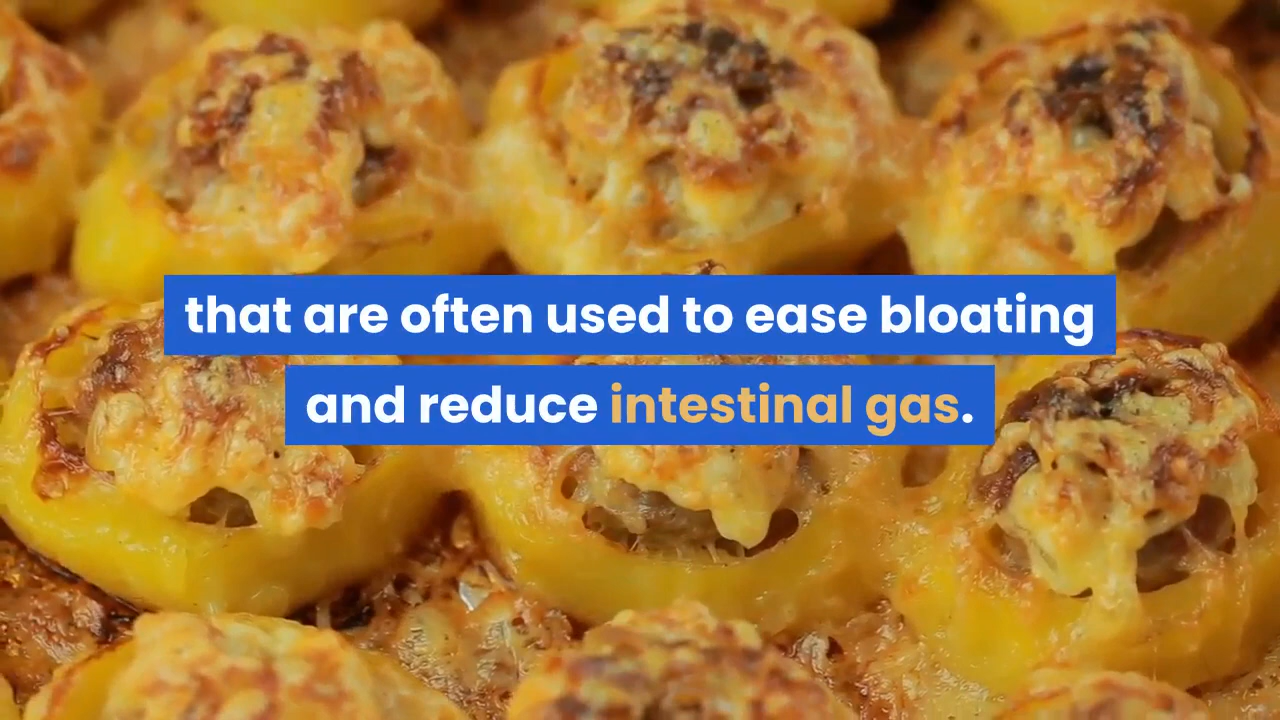 that are often used to ease bloating
and reduce intestinal gas.